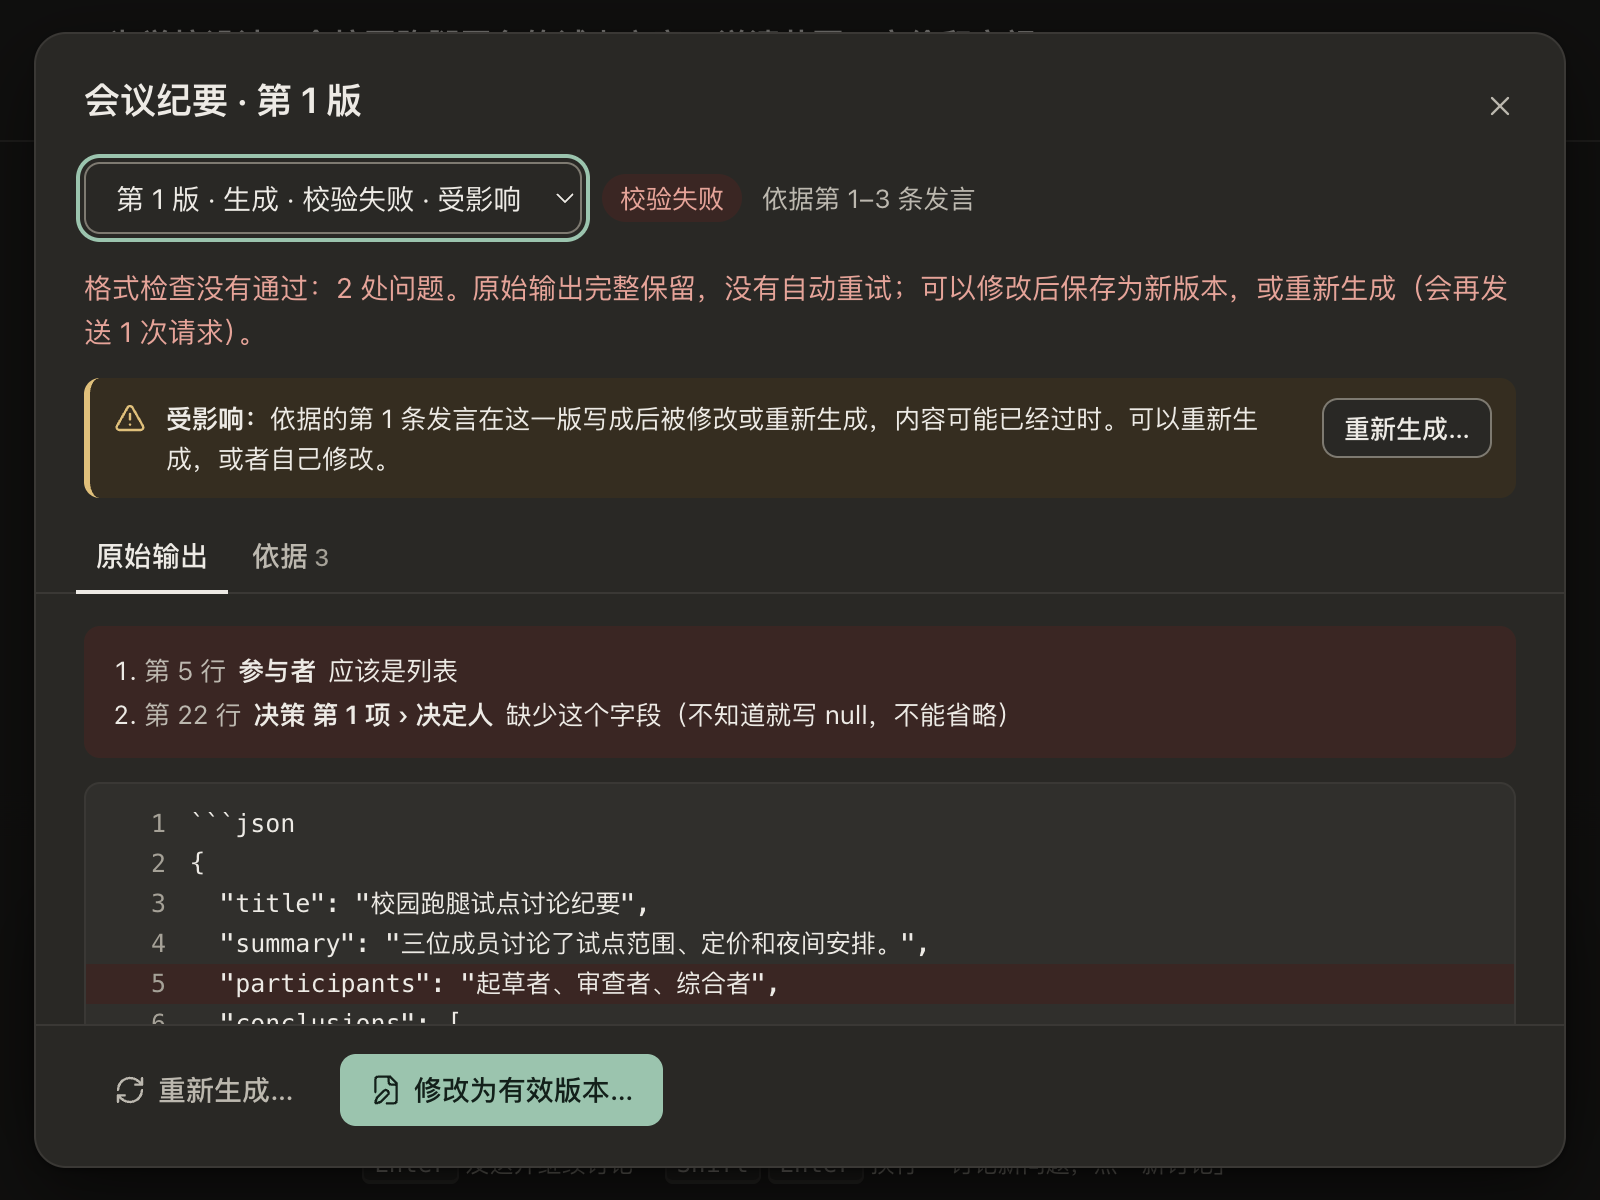 会议纪要 · 第 1 版
第 1 版 · 生成 · 校验失败 · 受影响
校验失败
依据第 1–3 条发言
格式检查没有通过：2 处问题。原始输出完整保留，没有自动重试；可以修改后保存为新版本，或重新生成（会再发
送 1 次请求）。
受影响：依据的第 1 条发言在这一版写成后被修改或重新生成，内容可能已经过时。可以重新生
成，或者自己修改。
重新生成…
原始输出
依据 3
1. 第 5 行 参与者 应该是列表
2. 第 22 行 决策 第 1 项 › 决定人 缺少这个字段（不知道就写 null，不能省略）
1 ```json
2 {
3 "title": "校园跑腿试点讨论纪要",
4 "summary": "三位成员讨论了试点范围、定价和夜间安排。",
5 "participants": "起草者、审查者、综合者",
6 "conclusions": [
重新生成…
修改为有效版本…